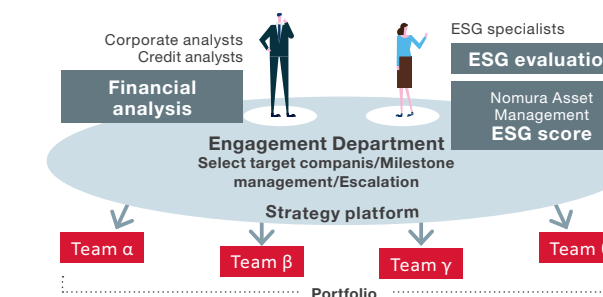 Corporate analysts
Credit analysts
Financial
analysis
ESG specialists
ESG evaluatio
Nomura Asset
Management
ESG score
Engagement Department
Select target companis/Milestone
management/Escalation
Strategy platform
Team α
Team β
Team γ
Team
Portfolio